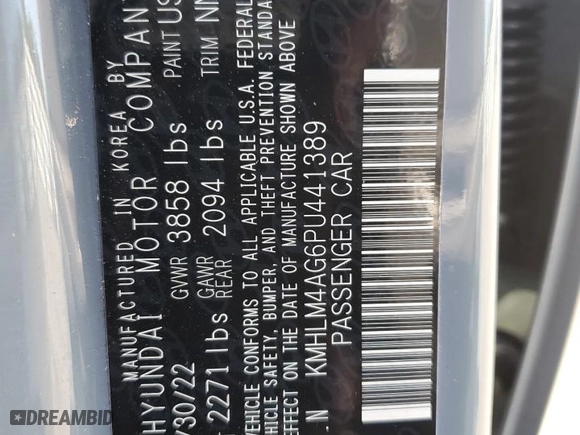 MANUFACTURED IN KOREA BY
HYUNDAI MOTOR COMPANY
/30/22 GVWR 3858 lbs PAINT US
2271 lbs GAWR REAR 2094 lbs TRIM NN
VEHICLE CONFORMS TO ALL APPLICABLE U.S.A. FEDERAL
VEHICLE SAFETY, BUMPER, AND THEFT PREVENTION STANDA
EFFECT ON THE DATE OF MANUFACTURE SHOWN ABOVE
KMHLM4AG6PU441389
PASSENGER CAR
DREAMBID